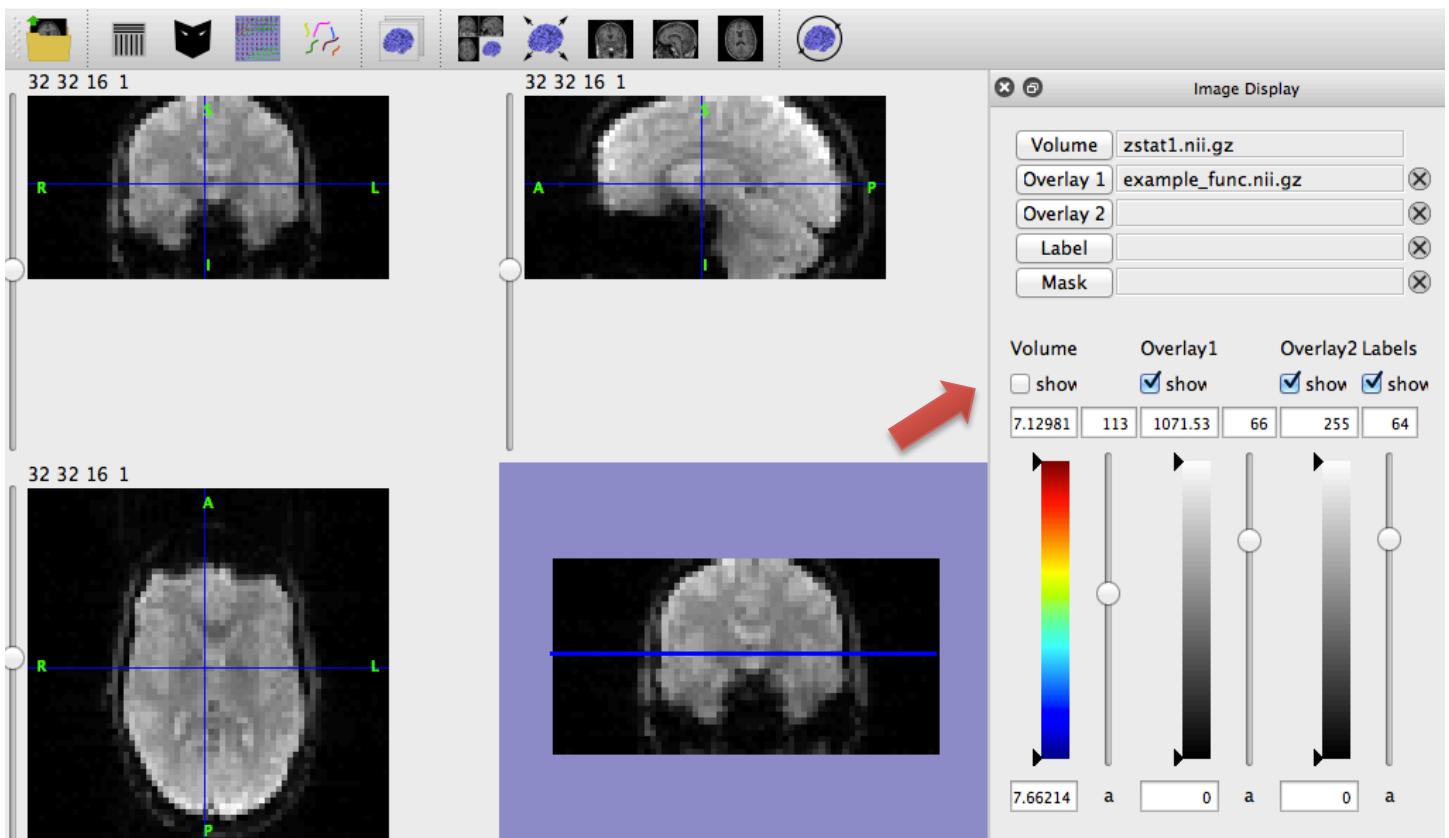 32 32 16 1
S
R L
I
32 32 16 1
S
A P
I
32 32 16 1
A
R L
P
Image Display
Volume zstat1.nii.gz
Overlay 1 example_func.nii.gz
Overlay 2
Label
Mask
Volume Overlay1 Overlay2 Labels
show show show show
7.12981 113 1071.53 66 255 64
7.66214 a 0 a 0 a